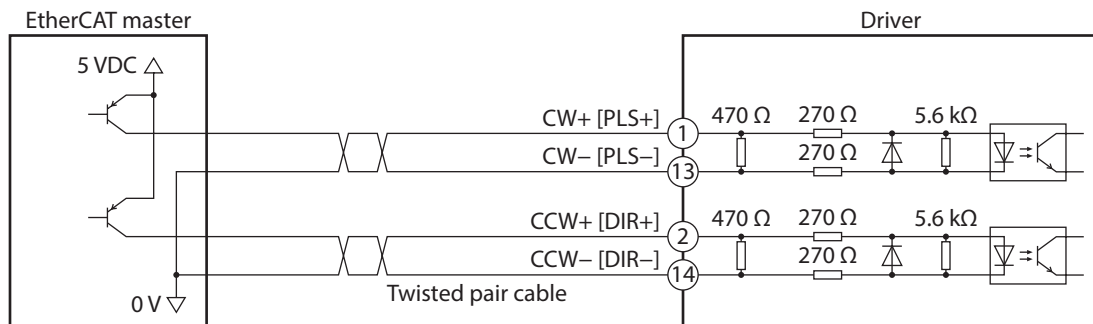 EtherCAT master Driver
5 VDC
CW+ [PLS+] 1 470 Ω 270 Ω 5.6 kΩ
CW− [PLS−] 13 270 Ω
CCW+ [DIR+] 2 470 Ω 270 Ω 5.6 kΩ
CCW− [DIR−] 14 270 Ω
0 V Twisted pair cable